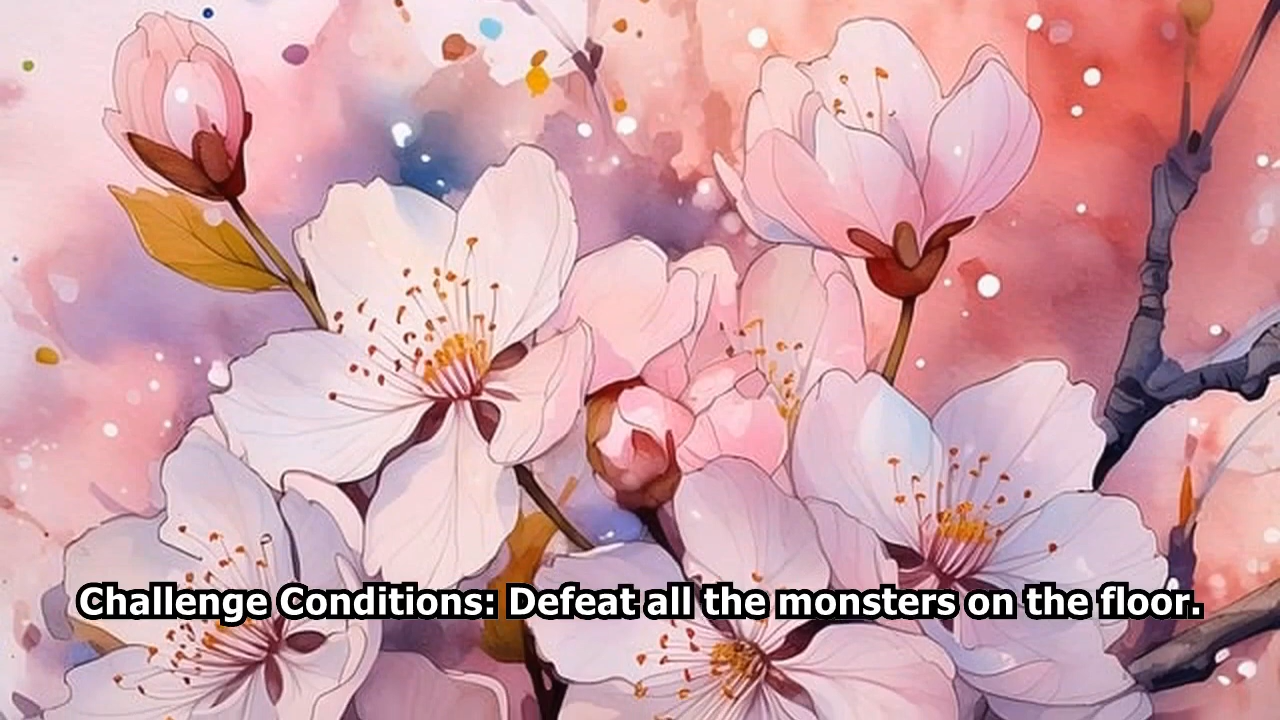 Challenge Conditions: Defeat all the monsters on the floor.